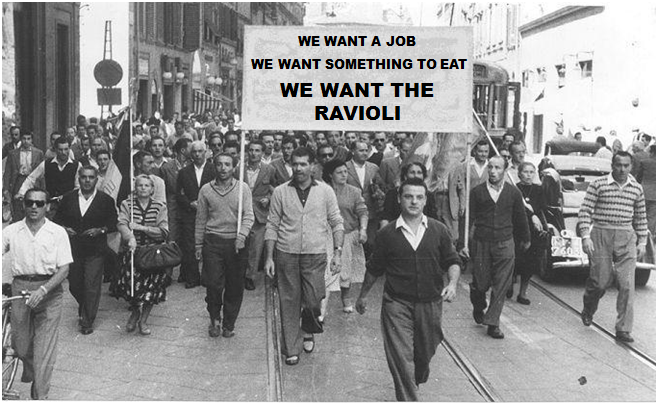 WE WANT A JOB
WE WANT SOMETHING TO EAT
WE WANT THE
RAVIOLI